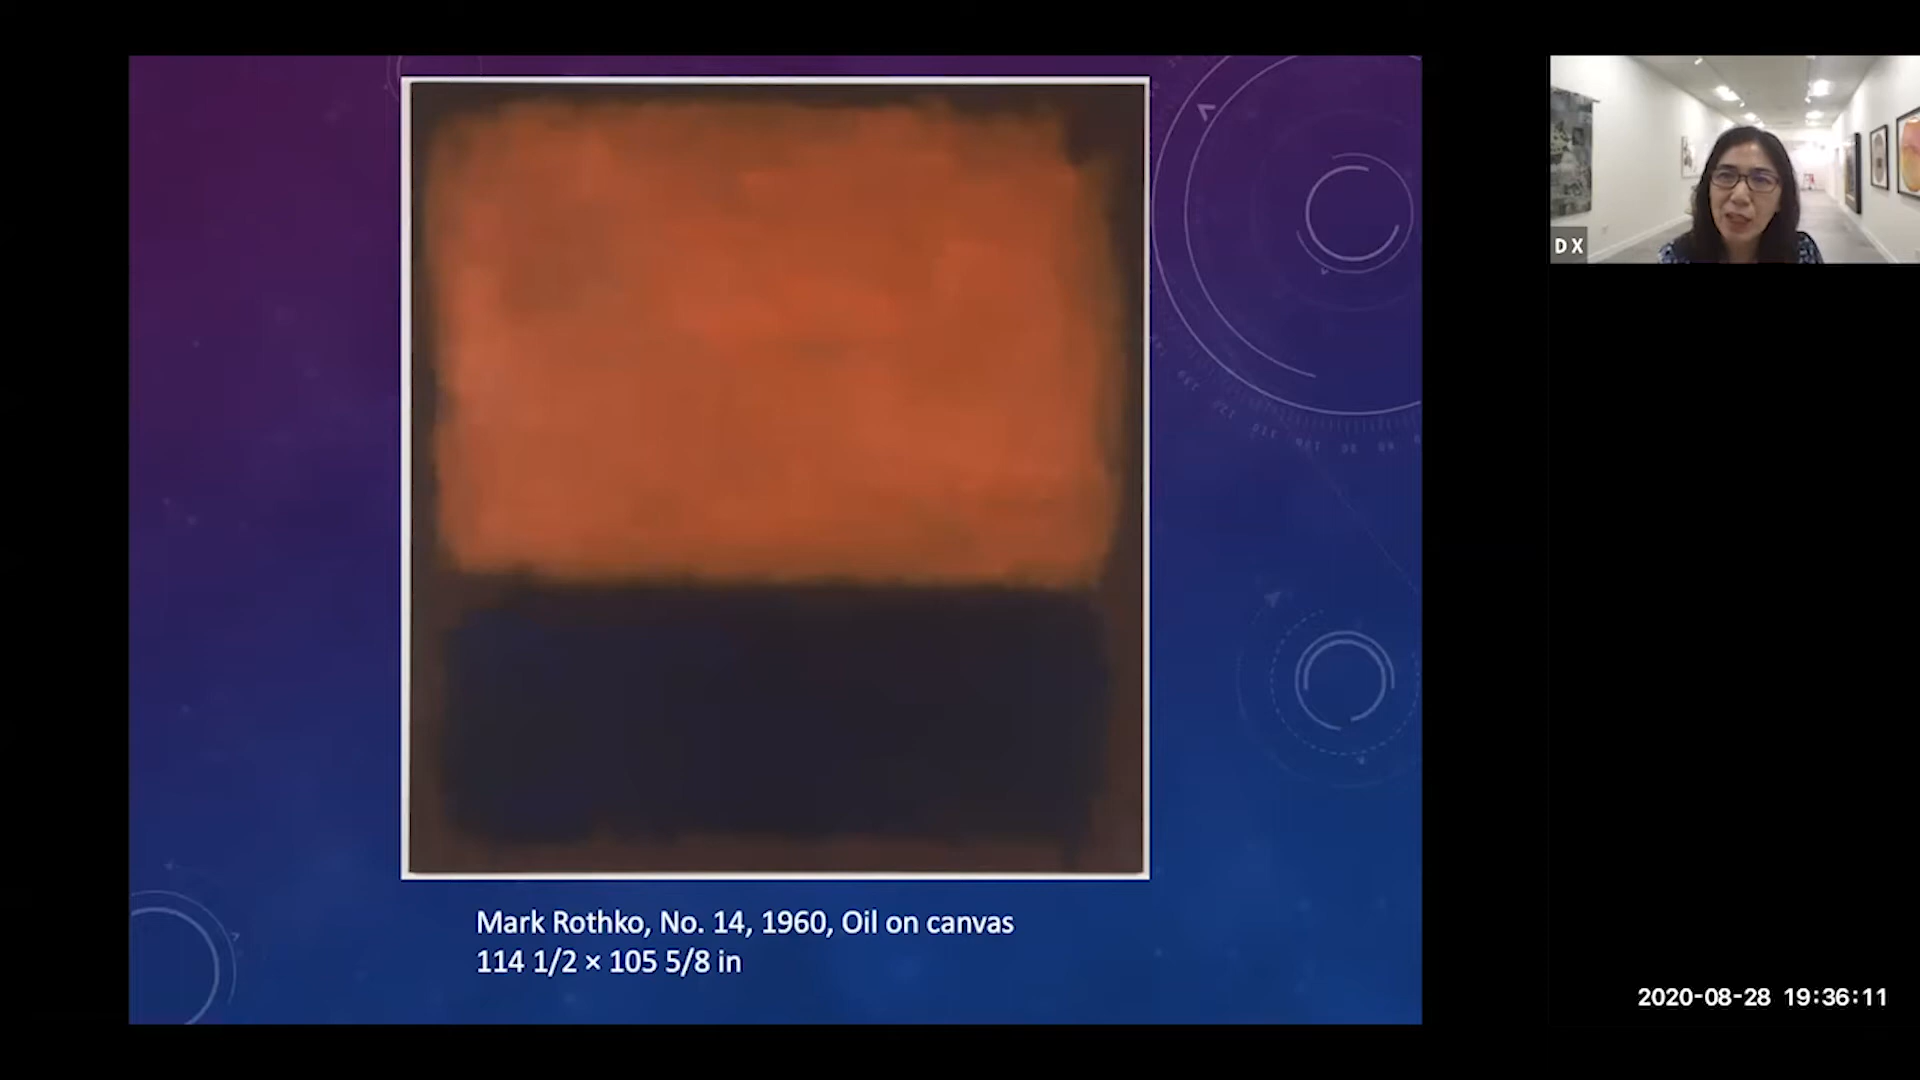 D X
Mark Rothko, No. 14, 1960, Oil on canvas
114 1/2 × 105 5/8 in
2020-08-28 19:36:11